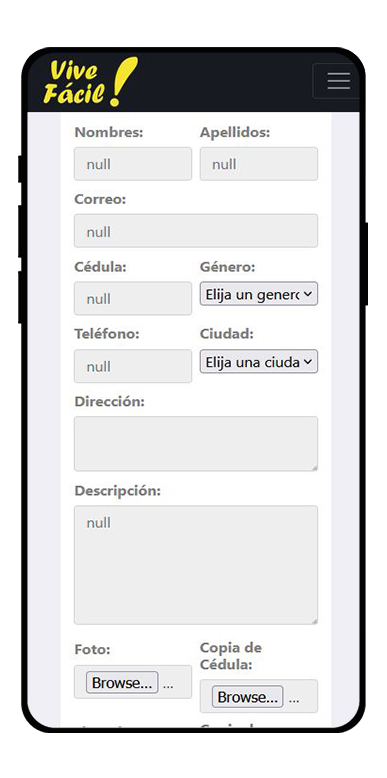 Vive
Fácil!
Nombres: Apellidos:
null null
Correo:
null
Cédula: Género:
null Elija un genero
Teléfono: Ciudad:
null Elija una ciuda
Dirección:
Descripción:
null
Foto: Copia de
Cédula:
Browse... ...
Browse... ...